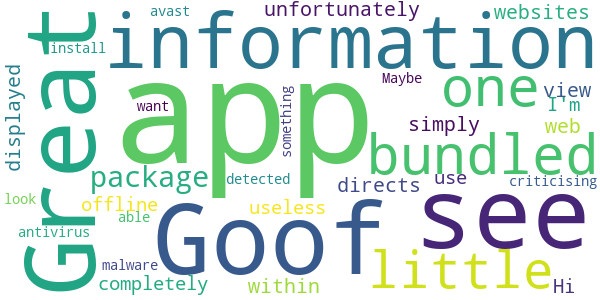 avast
unfortunately
websites
install
information
Great
displayed
app
want
something
Maybe
one
view
I'm
simply
web
bundled
package
detected
directs
use
criticising
look
offline
able
Goof
useless
see
antivirus
malware
completely
within
little
Hi